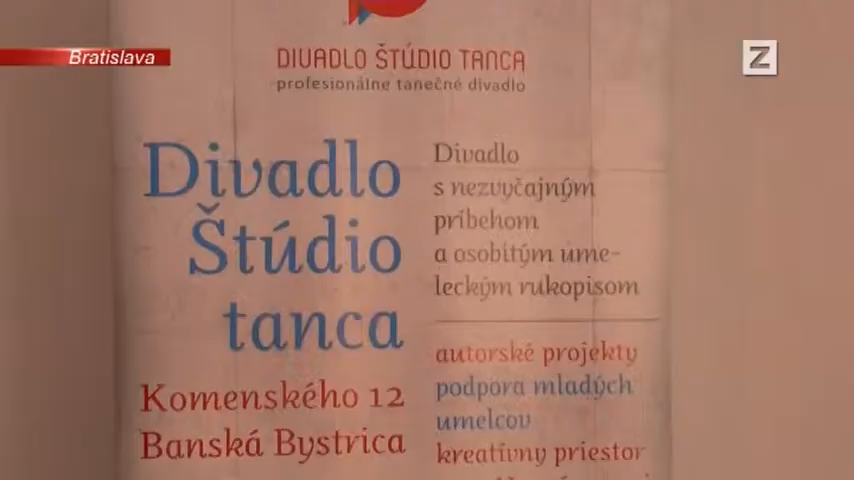 Bratislava
Z
DIVADLO ŠTÚDIO TANCA
profesionálne tanečné divadlo
Divadlo
Štúdio
tanca
Komenského 12
Banská Bystrica
Divadlo
s nezvyčajným
príbehom
a osobitým ume-
leckým rukopisom
autorské projekty
podpora mladých
umelcov
kreatívny priestor